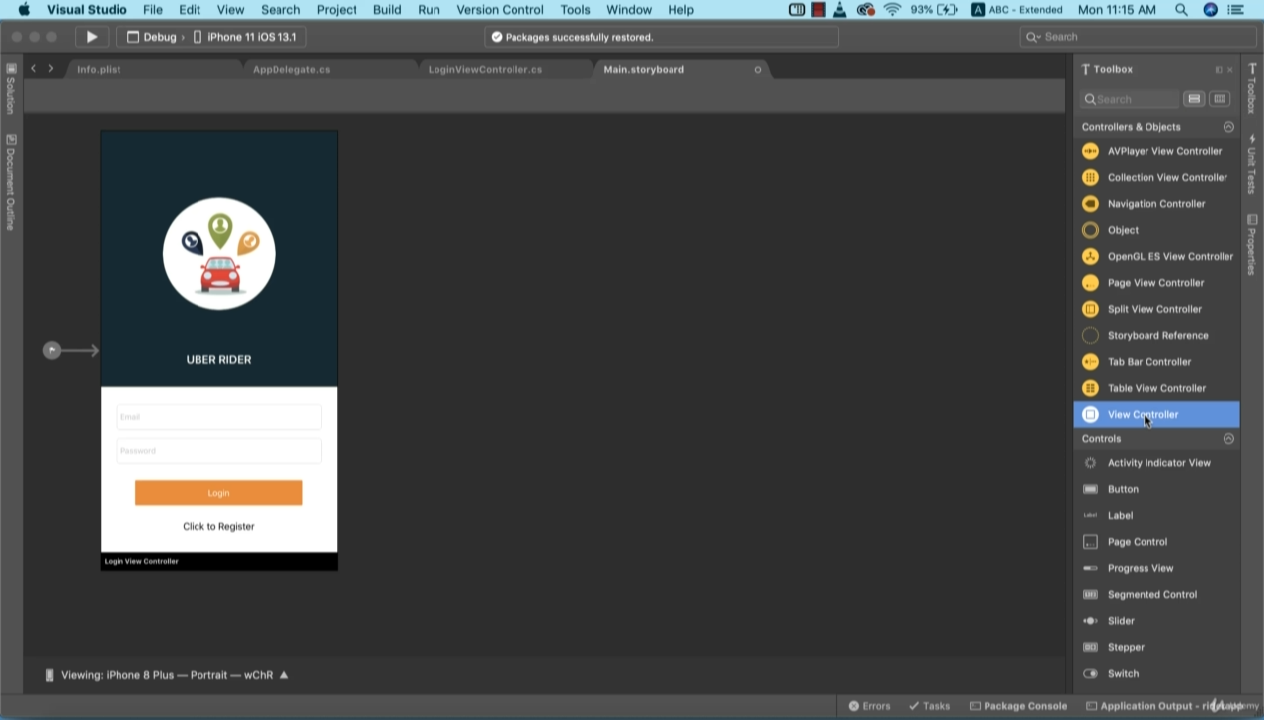 Visual Studio File Edit View Search Project Build Run Version Control Tools Window Help 93% A ABC - Extended Mon 11:15 AM
Debug › iPhone 11 iOS 13.1 Packages successfully restored. Search
Info.plist AppDelegate.cs LoginViewController.cs Main.storyboard
Solution
Document Outline
UBER RIDER
Email
Password
Login
Click to Register
Login View Controller
Viewing: iPhone 8 Plus — Portrait — wChR
Toolbox
Search
Controllers & Objects
AVPlayer View Controller
Collection View Controller
Navigation Controller
Object
OpenGL ES View Controller
Page View Controller
Split View Controller
Storyboard Reference
Tab Bar Controller
Table View Controller
View Controller
Controls
Activity Indicator View
Button
Label Label
Page Control
Progress View
Segmented Control
Slider
Stepper
Switch
Toolbox
Unit Tests
Properties
Errors Tasks Package Console Application Output -